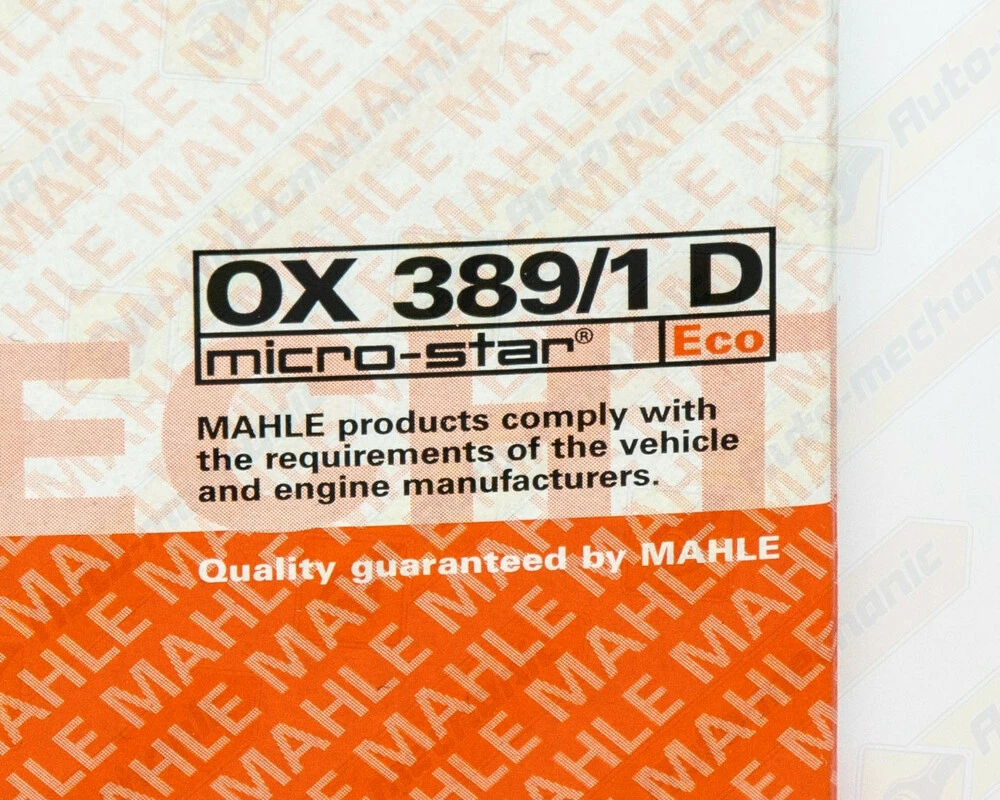 OX 389/1 D
micro-star® Eco
MAHLE products comply with
the requirements of the vehicle
and engine manufacturers.
Quality guaranteed by MAHLE